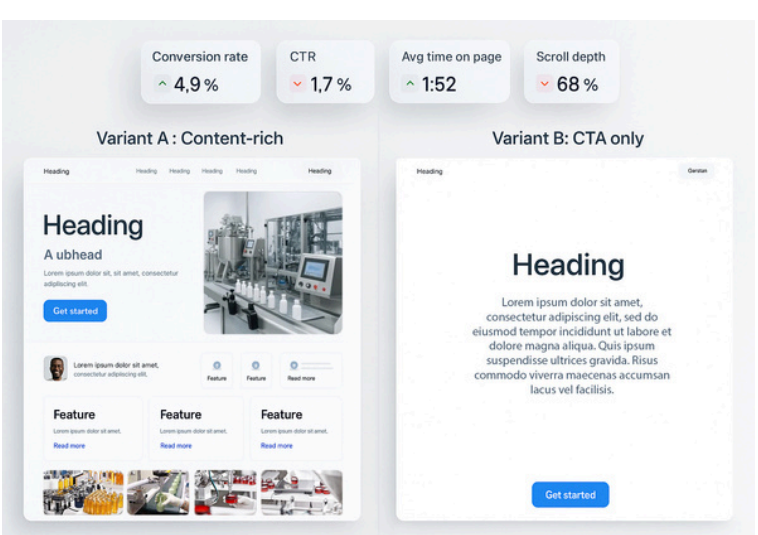 Conversion rate
4,9 %
CTR
1,7 %
Avg time on page
1:52
Scroll depth
68 %
Variant A : Content-rich
Variant B: CTA only
Heading
Heading Heading Heading Heading
Heading
Heading
A ubhead
Lorem ipsum dolor sit, sit amet, consectetur
adipliscing elit.
Get started
Lorem ipsum dolor sit amet,
consectetur adipiscing elit,
Feature
Feature
Read more
Feature
Lorem ipsum dolor sit amet.
Read more
Feature
Lorem ipsum dolor sit amet.
Read more
Feature
Lorem ipsum dolor sit amet.
Read more
Heading
Heading
Lorem ipsum dolor sit amet,
consectetur adipiscing elit, sed do
eiusmod tempor incididunt ut labore et
dolore magna aliqua. Quis ipsum
suspendisse ultrices gravida. Risus
commodo viverra maecenas accumsan
lacus vel facilisis.
Get started